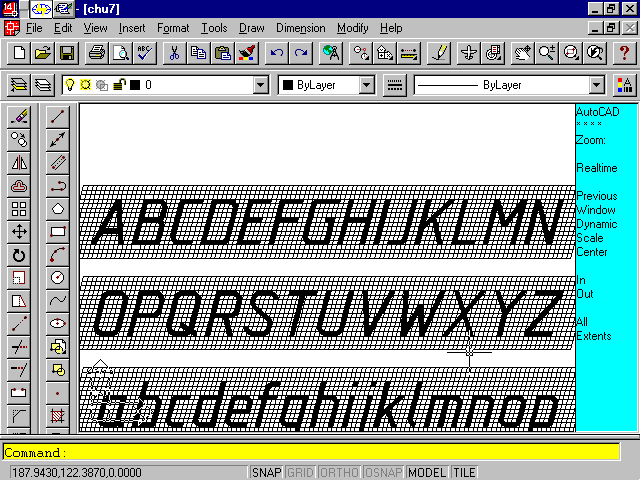 14 - [chu7]
File Edit View Insert Format Tools Draw Dimension Modify Help
ABC ?
0 ByLayer ByLayer
AutoCAD
* * * *
Zoom:
Realtime
Previous
Window
Dynamic
Scale
Center
In
Out
All
Extents
ABCDEFGHIJKLMN
OPQRSTUVWXYZ
abcdefghijklmnop
Command:
187.9430,122.3870,0.0000 SNAP GRID ORTHO OSNAP MODEL TILE